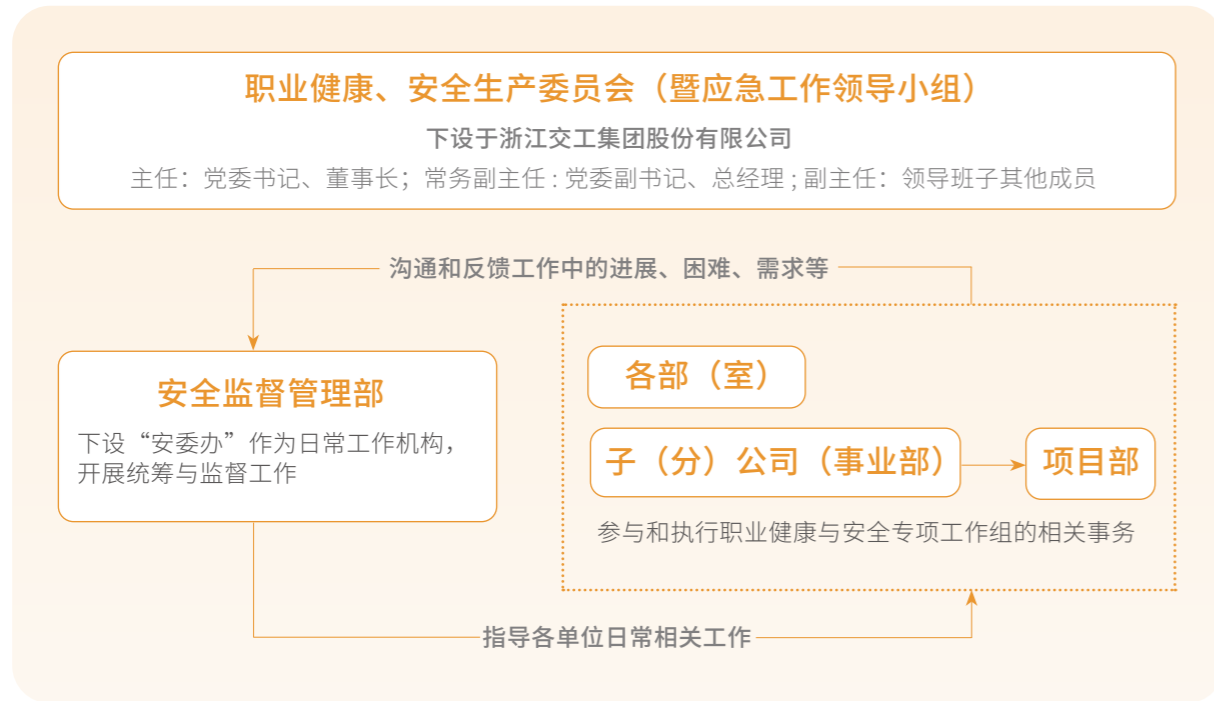 职业健康、安全生产委员会（暨应急工作领导小组）
下设于浙江交工集团股份有限公司
主任：党委书记、董事长；常务副主任 : 党委副书记、总经理 ; 副主任：领导班子其他成员
沟通和反馈工作中的进展、困难、需求等
安全监督管理部
下设“安委办”作为日常工作机构，
开展统筹与监督工作
各部（室）
子（分）公司（事业部）
项目部
参与和执行职业健康与安全专项工作组的相关事务
指导各单位日常相关工作